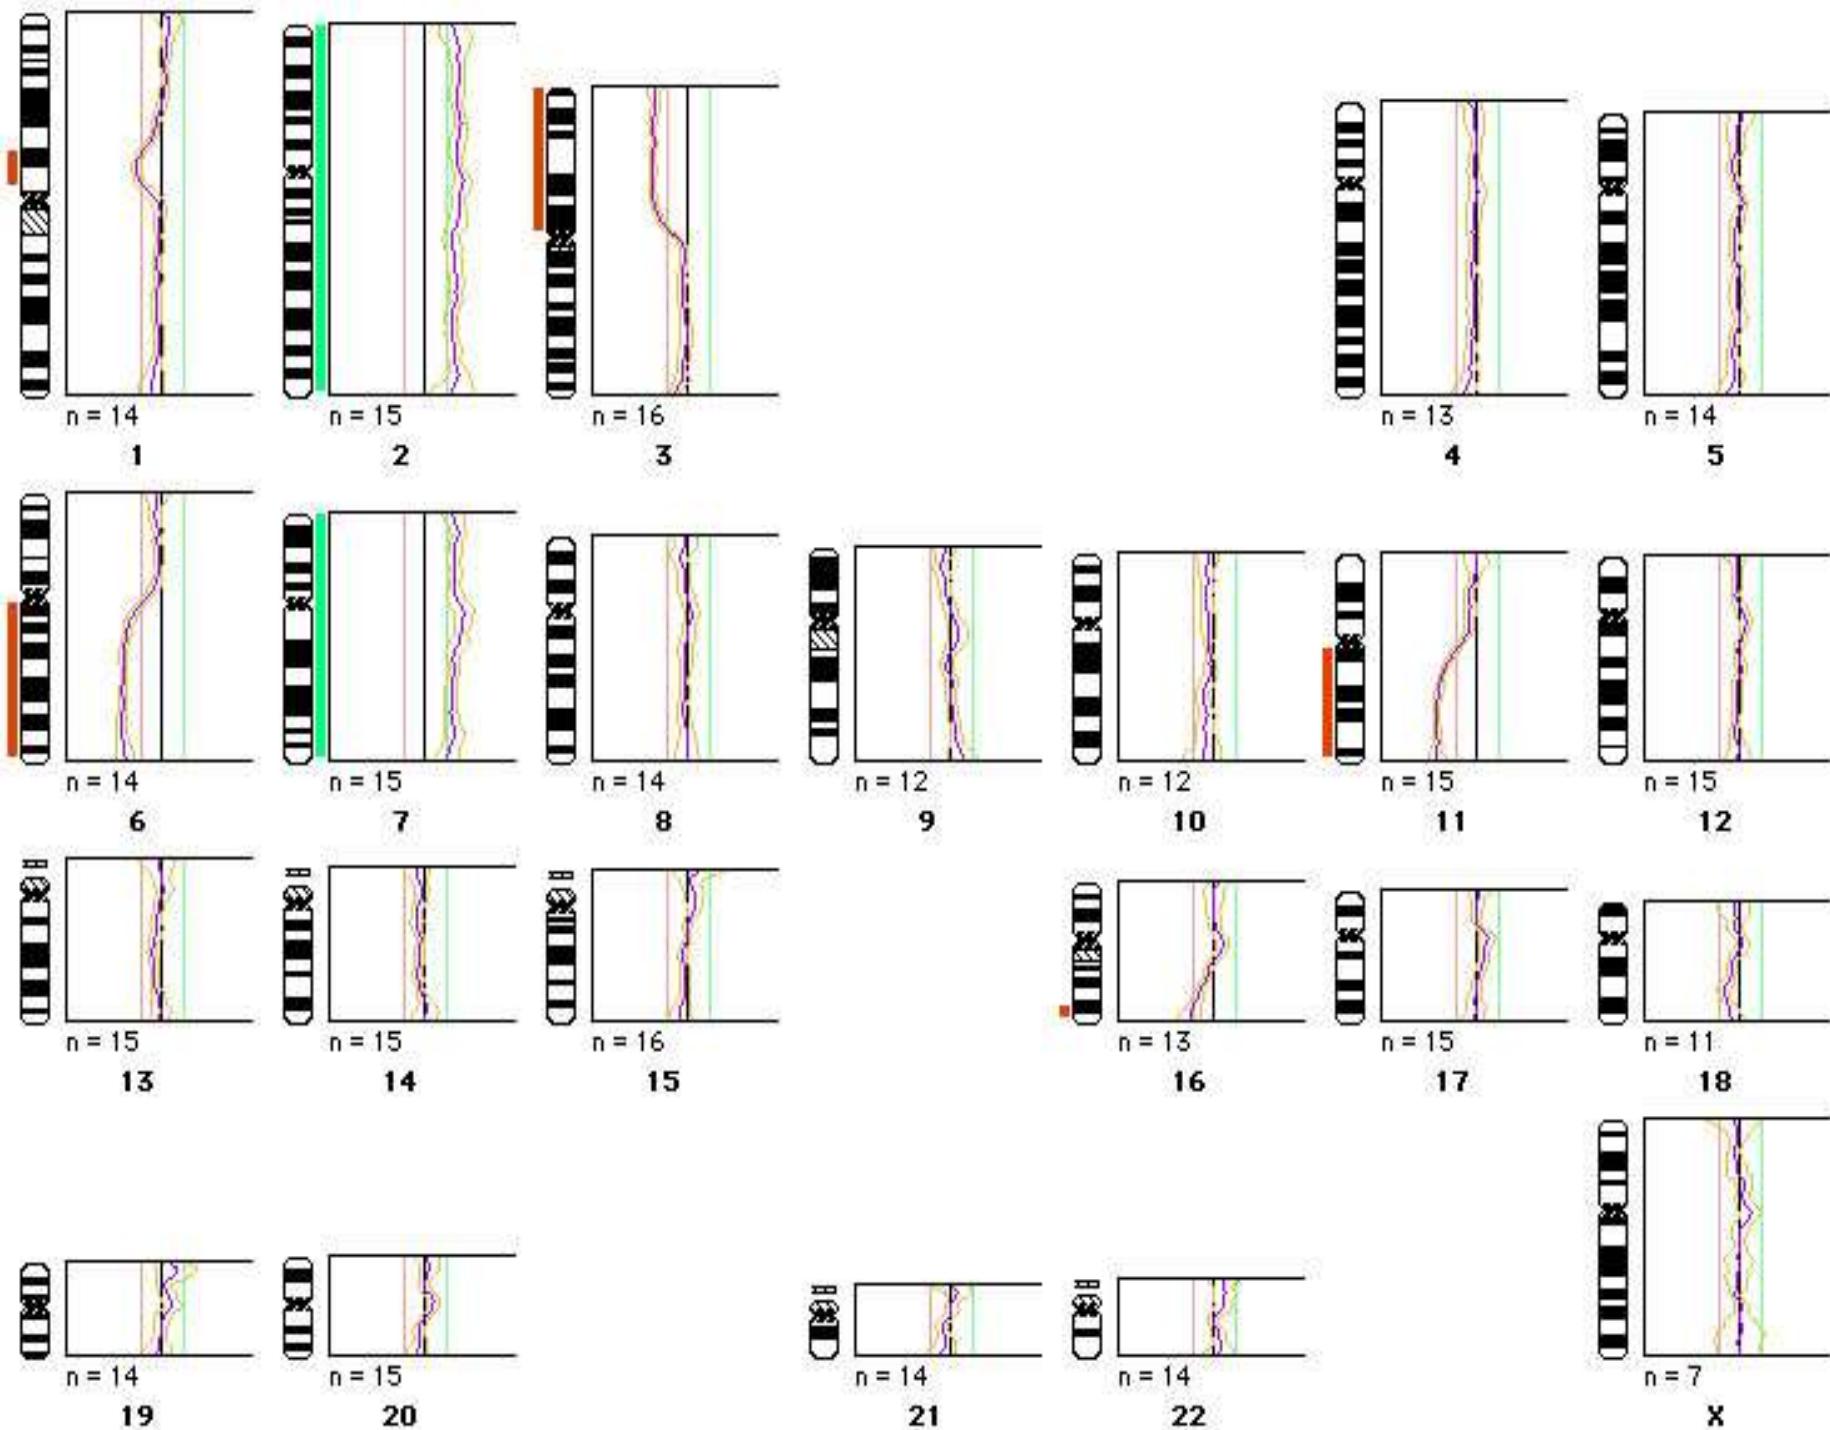 n = 14 n = 15 n = 16 n = 13 n = 14
1 2 3 4 5
n = 14 n = 15 n = 14 n = 12 n = 12 n = 15 n = 15
6 7 8 9 10 11 12
n = 15 n = 15 n = 16 n = 13 n = 15 n = 11
13 14 15 16 17 18
n = 14 n = 15 n = 14 n = 14 n = 7
19 20 21 22 X